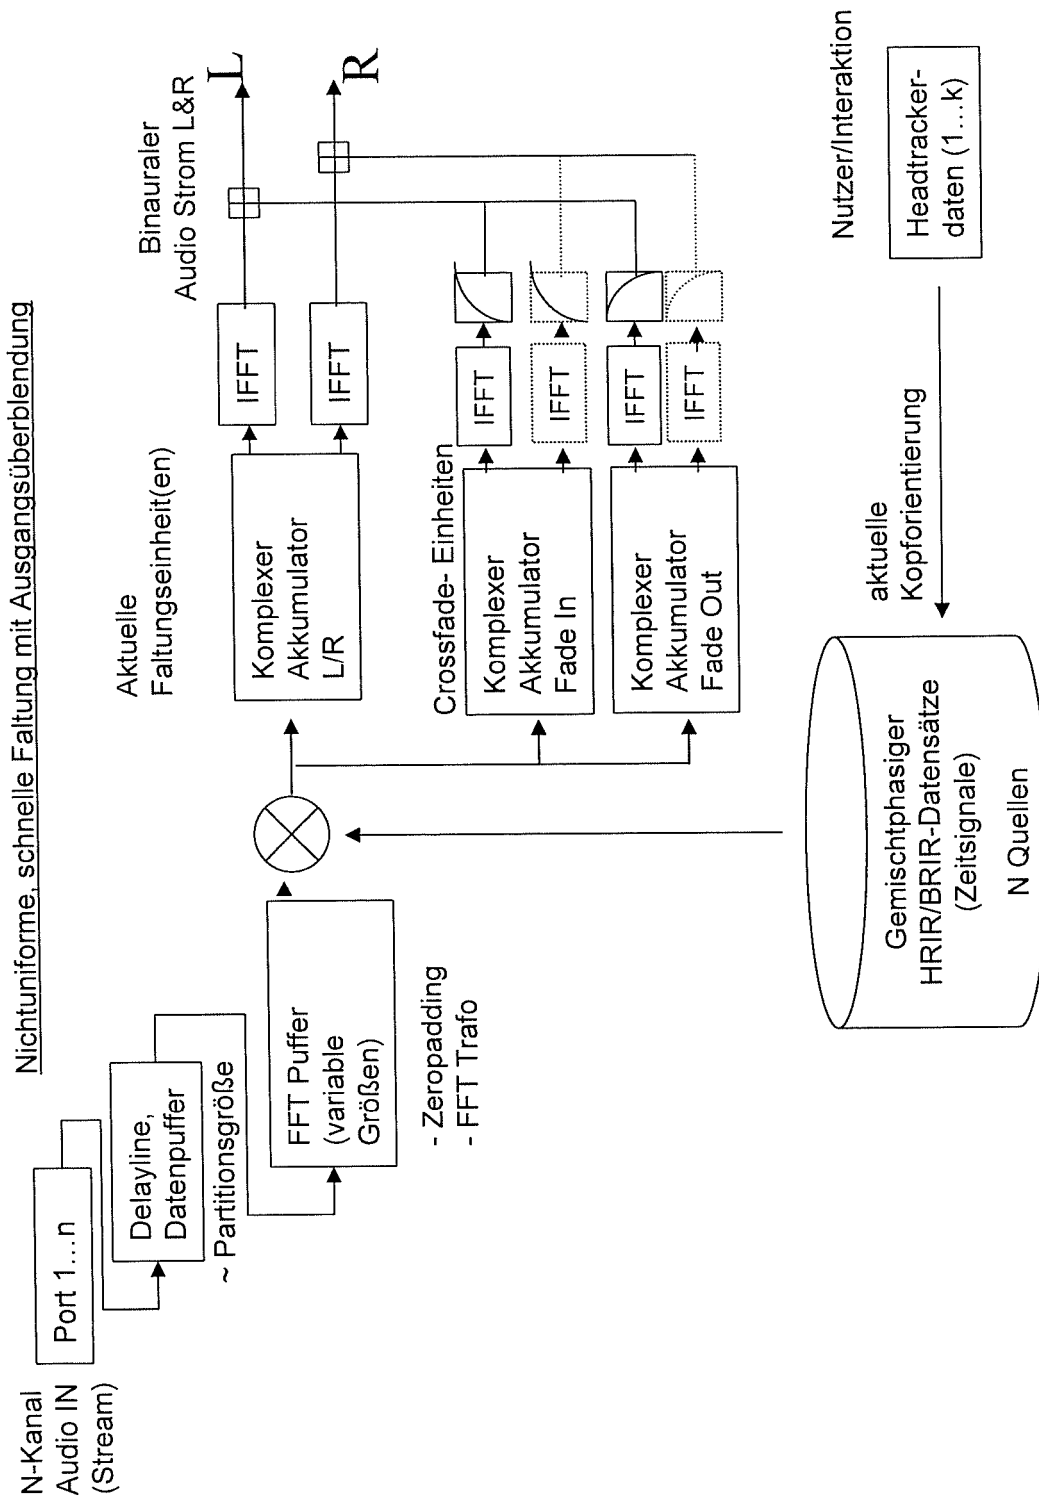 Nichtuniforme, schnelle Faltung mit Ausgangsüberblendung
N-Kanal
Audio IN
(Stream)
Port 1...n
Delayline,
Datenpuffer
~ Partitionsgröße
FFT Puffer
(variable
Größen)
- Zeropadding
- FFT Trafo
Aktuelle
Faltungseinheit(en)
Komplexer
Akkumulator
L/R
IFFT
IFFT
Binauraler
Audio Strom L&R
L
R
Crossfade- Einheiten
Komplexer
Akkumulator
Fade In
IFFT
IFFT
Komplexer
Akkumulator
Fade Out
IFFT
IFFT
Gemischtphasiger
HRIR/BRIR-Datensätze
(Zeitsignale)
N Quellen
aktuelle
Kopforientierung
Nutzer/Interaktion
Headtracker-
daten (1...k)